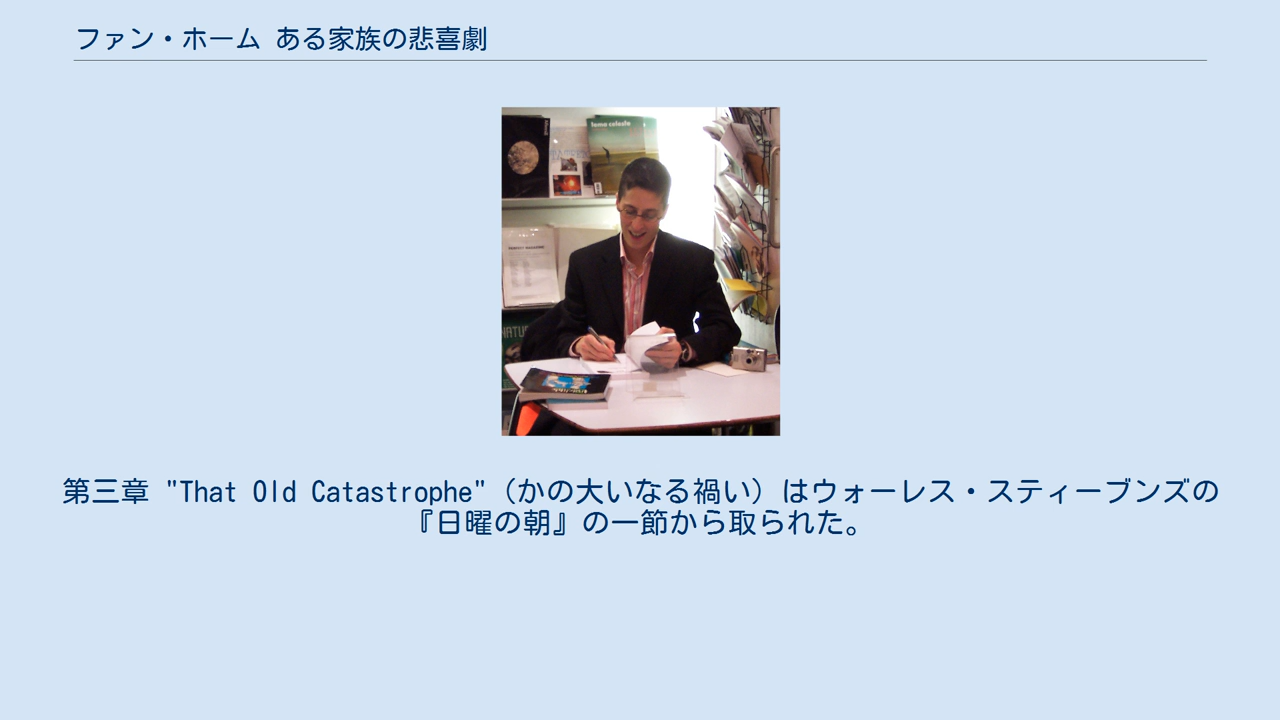 ファン・ホーム ある家族の悲喜劇
tema celeste
第三章 "That Old Catastrophe"（かの大いなる禍い）はウォーレス・スティーブンズの
『日曜の朝』の一節から取られた。